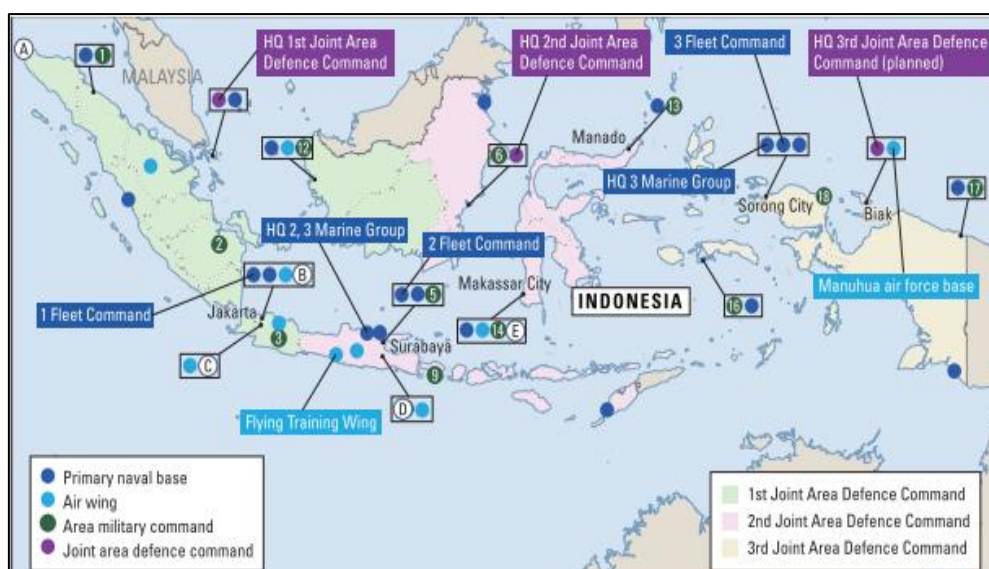 HQ 1st Joint Area
Defence Command
HQ 2nd Joint Area
Defence Command
3 Fleet Command
HQ 3rd Joint Area Defence
Command (planned)
A
1
MALAYSIA
12
6
Manado
13
HQ 3 Marine Group
Sorong City
18
Biak
17
2
HQ 2, 3 Marine Group
2 Fleet Command
B
5
Makassar City
INDONESIA
16
Manuhua air force base
1 Fleet Command
Jakarta
3
Surabaya
14
E
C
9
D
Flying Training Wing
Primary naval base
Air wing
Area military command
Joint area defence command
1st Joint Area Defence Command
2nd Joint Area Defence Command
3rd Joint Area Defence Command